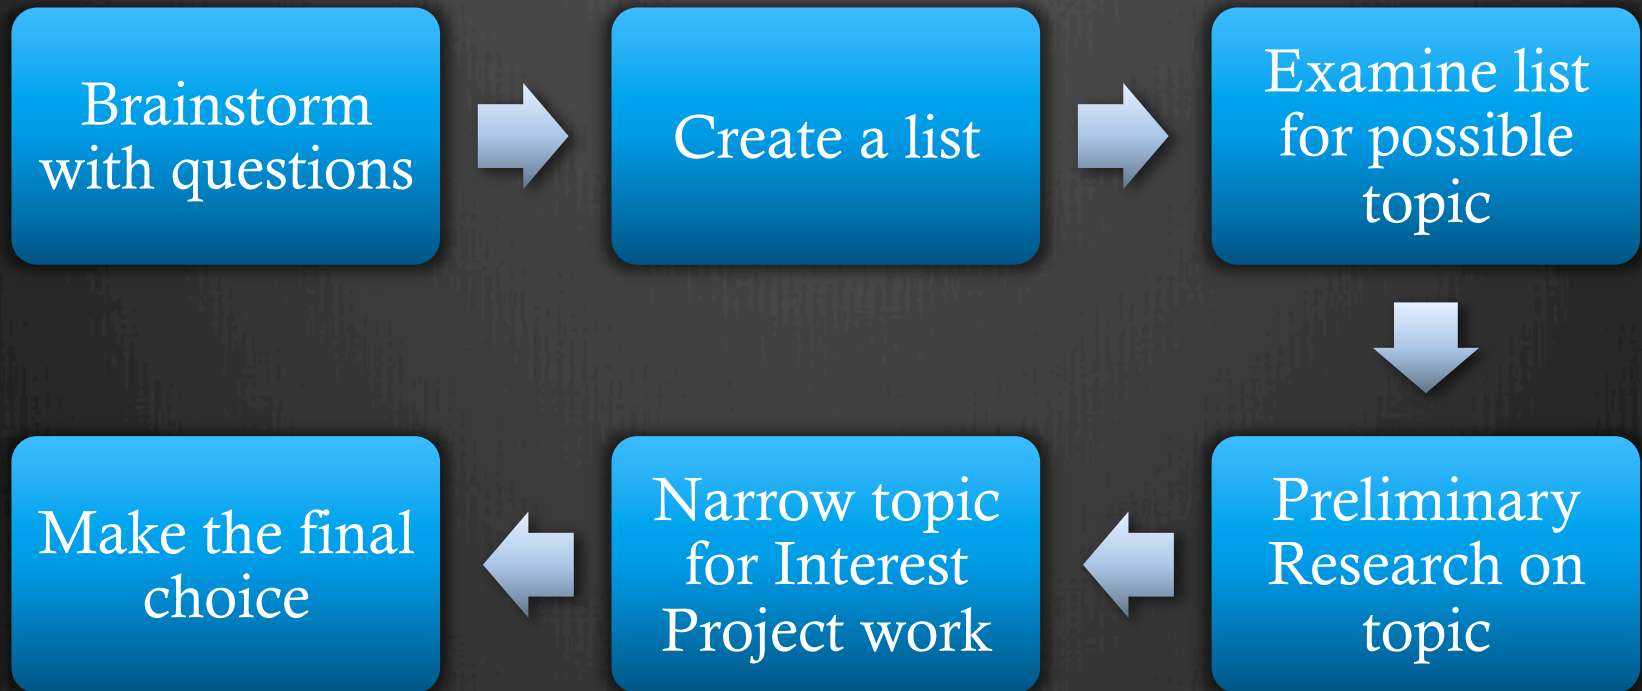 Brainstorm
with questions
Create a list
Examine list
for possible
topic
Preliminary
Research on
topic
Narrow topic
for Interest
Project work
Make the final
choice